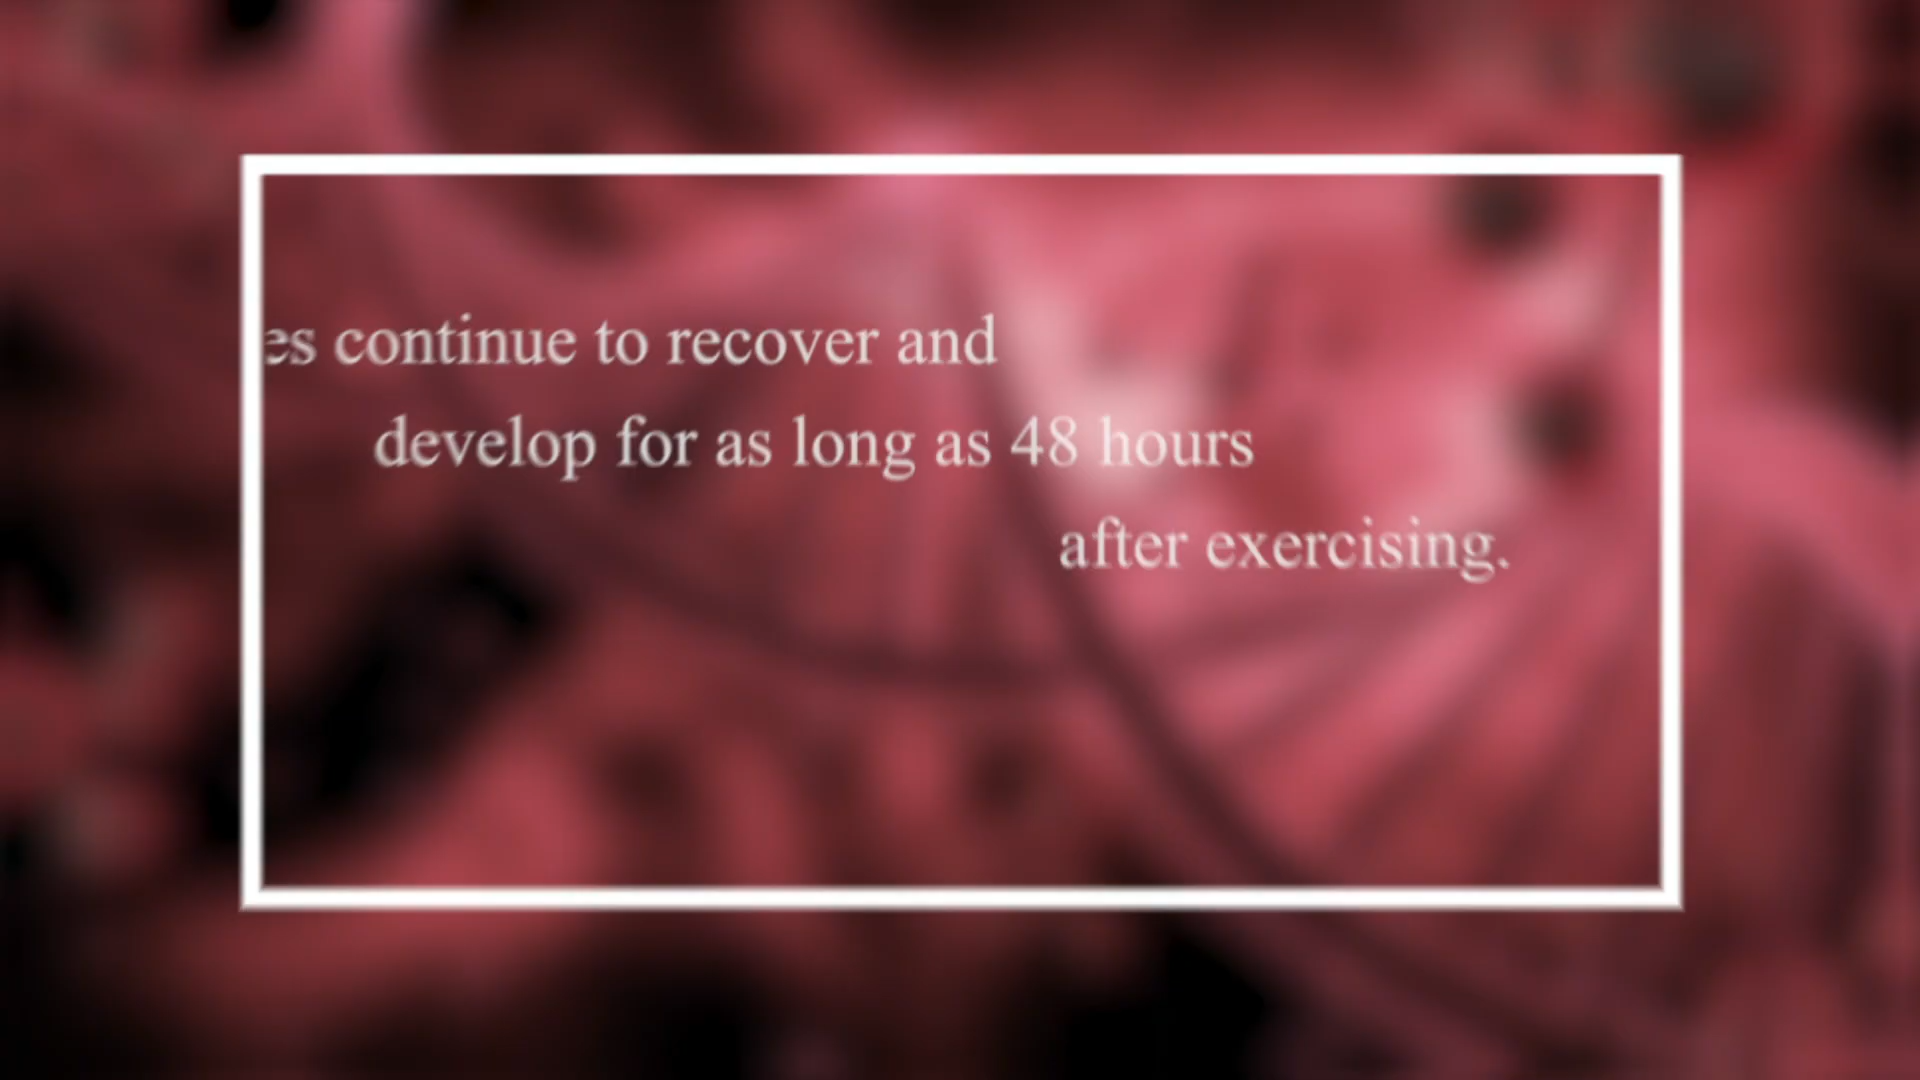 es continue to recover and
develop for as long as 48 hours
after exercising.